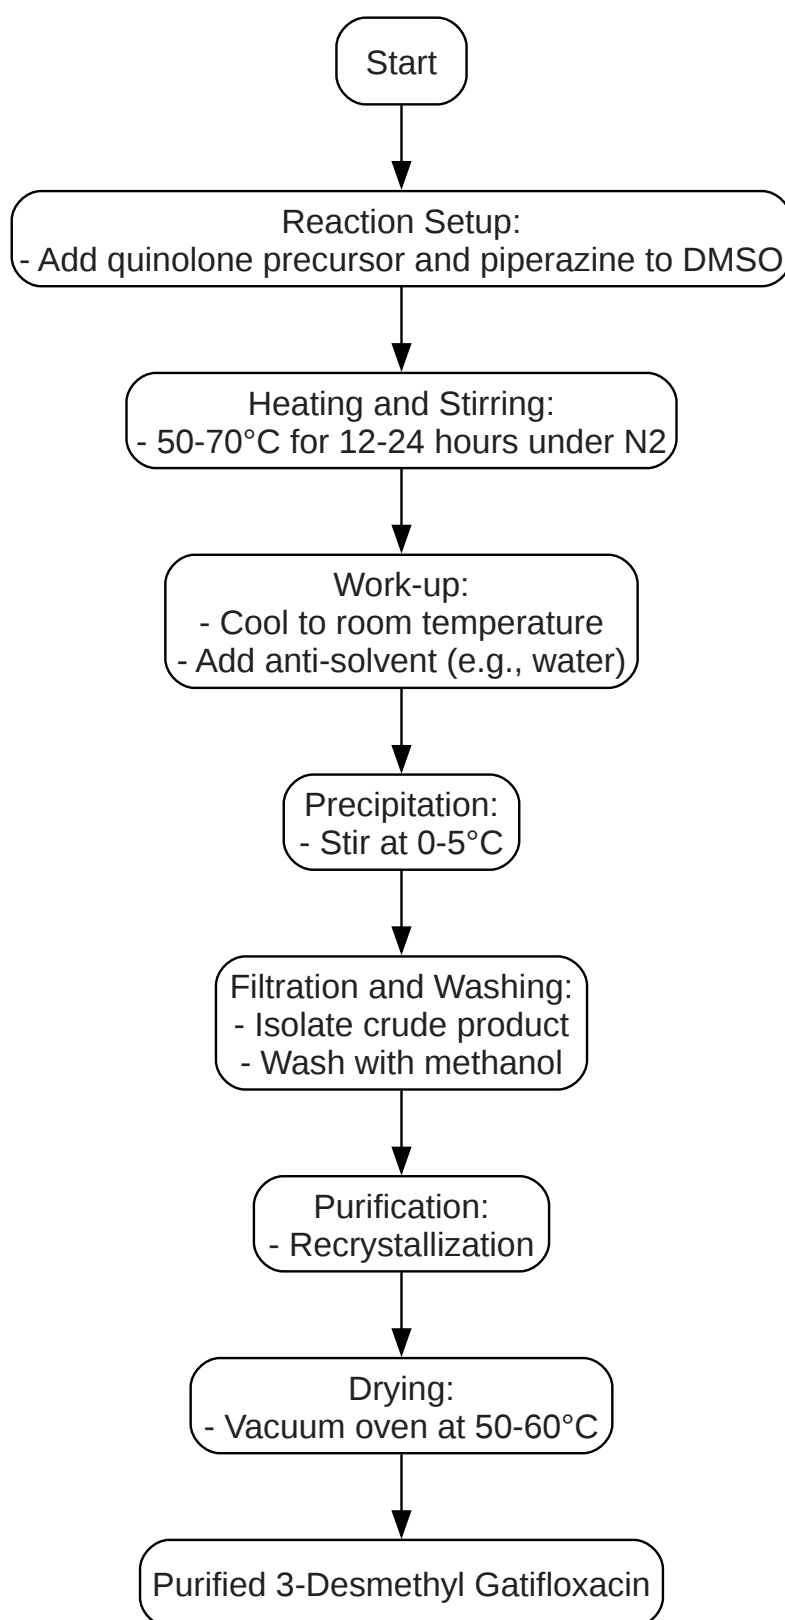 Start
Reaction Setup:
- Add quinolone precursor and piperazine to DMSO
Heating and Stirring:
- 50-70°C for 12-24 hours under N2
Work-up:
- Cool to room temperature
- Add anti-solvent (e.g., water)
Precipitation:
- Stir at 0-5°C
Filtration and Washing:
- Isolate crude product
- Wash with methanol
Purification:
- Recrystallization
Drying:
- Vacuum oven at 50-60°C
Purified 3-Desmethyl Gatifloxacin